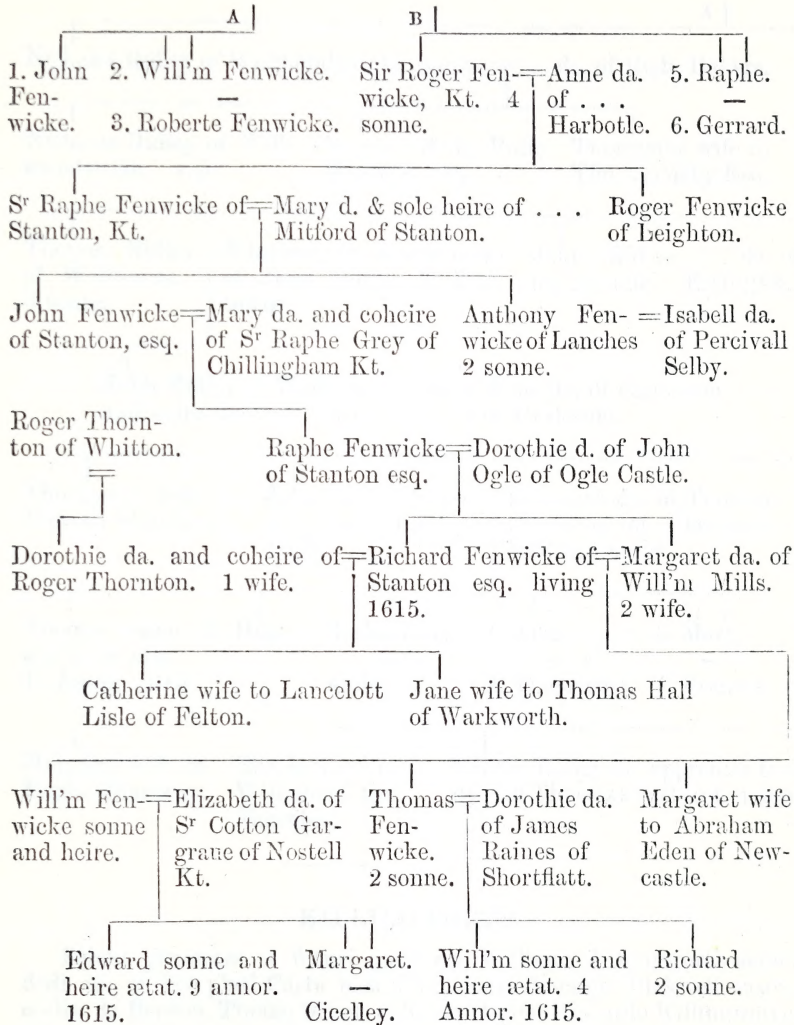 A B
1. John
Fen-
wicke.
2. Will'm Fenwicke.
—
3. Roberte Fenwicke.
Sir Roger Fen-
wicke, Kt. 4
sonne.
Anne da.
of . . .
Harbotle.
5. Raphe.
—
6. Gerrard.
Sʳ Raphe Fenwicke of
Stanton, Kt.
Mary d. & sole heire of . . .
Mitford of Stanton.
Roger Fenwicke
of Leighton.
John Fenwicke
of Stanton, esq.
Mary da. and coheire
of Sʳ Raphe Grey of
Chillingham Kt.
Anthony Fen-
wicke of Lanches
2 sonne.
Isabell da.
of Percivall
Selby.
Roger Thorn-
ton of Whitton.
Raphe Fenwicke
of Stanton esq.
Dorothie d. of John
Ogle of Ogle Castle.
Dorothie da. and coheire of
Roger Thornton. 1 wife.
Richard Fenwicke of
Stanton esq. living
1615.
Margaret da. of
Will'm Mills.
2 wife.
Catherine wife to Lancelott
Lisle of Felton.
Jane wife to Thomas Hall
of Warkworth.
Will'm Fen-
wicke sonne
and heire.
Elizabeth da. of
Sʳ Cotton Gar-
graue of Nostell
Kt.
Thomas
Fen-
wicke.
2 sonne.
Dorothie da.
of James
Raines of
Shortflatt.
Margaret wife
to Abraham
Eden of New-
castle.
Edward sonne and
heire ætat. 9 annor.
1615.
Margaret.
—
Cicelley.
Will'm sonne and
heire ætat. 4
Annor. 1615.
Richard
2 sonne.